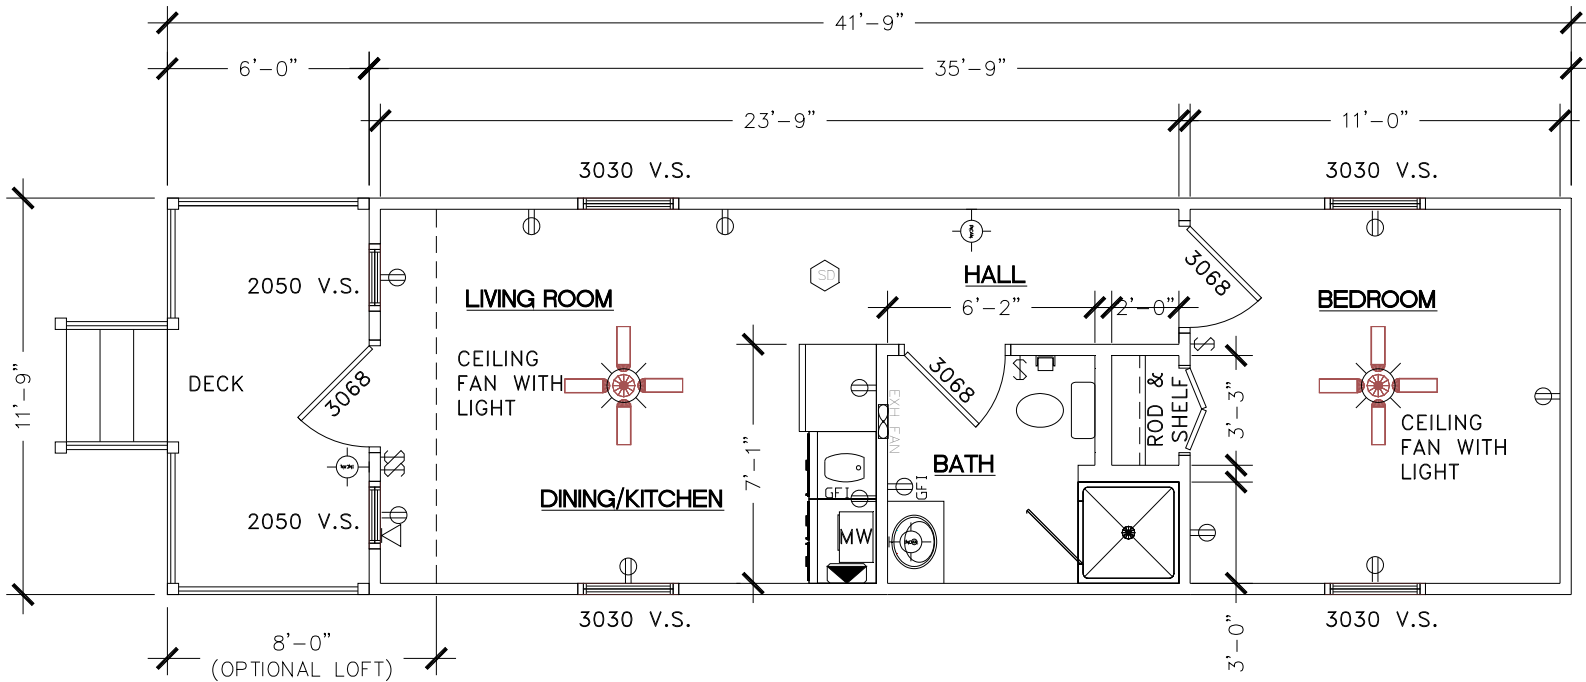 41'-9"
6'-0"
35'-9"
23'-9"
11'-0"
3030 V.S.
3030 V.S.
2050 V.S.
LIVING ROOM
SD
HALL
3068
BEDROOM
6'-2"
2'-0"
11'-9"
DECK
3068
CEILING
FAN WITH
LIGHT
EXH FAN
3068
ROD &
SHELF
3'-3"
CEILING
FAN WITH
LIGHT
7'-1"
BATH
GFI
GFI
DINING/KITCHEN
2050 V.S.
MW
3030 V.S.
3030 V.S.
3'-0"
8'-0"
(OPTIONAL LOFT)